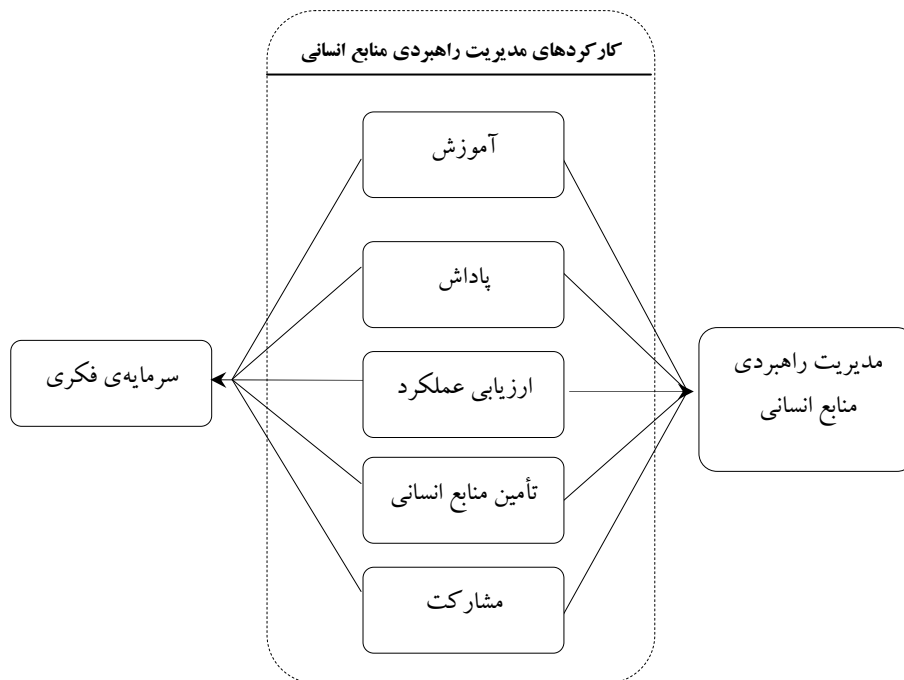 کارکردهای مدیریت راهبردی منابع انسانی
آموزش
پاداش
ارزیابی عملکرد
تأمین منابع انسانی
مشارکت
مدیریت راهبردی
منابع انسانی
سرمایه‌ی فکری